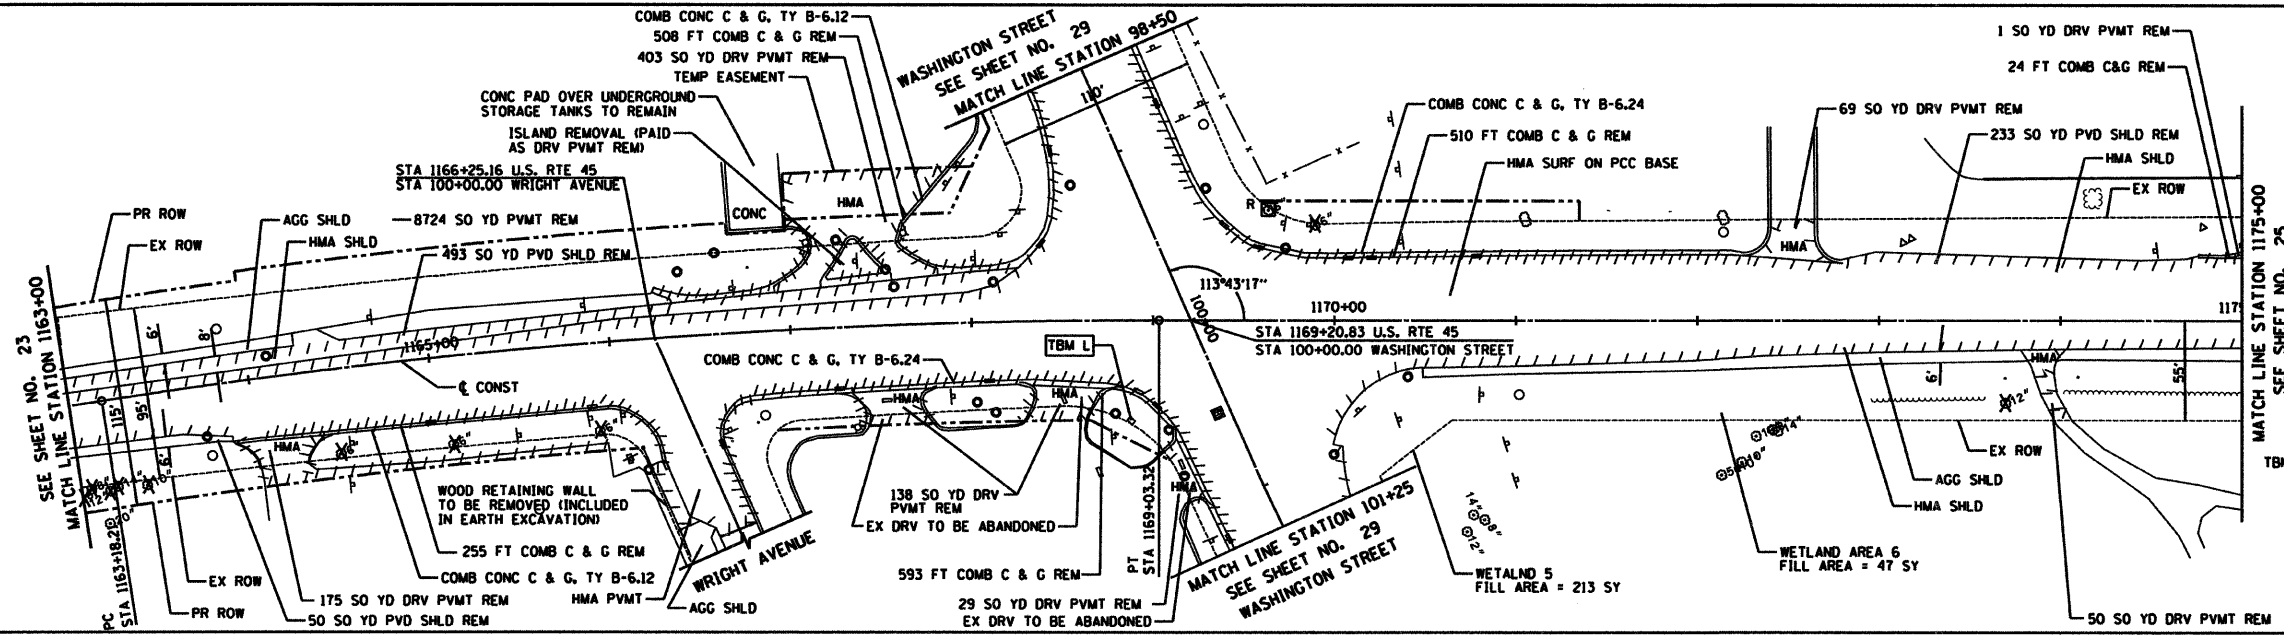 COMB CONC C & G, TY B-6.12
508 FT COMB C & G REM
403 SQ YD DRV PVMT REM
TEMP EASEMENT
CONC PAD OVER UNDERGROUND
STORAGE TANKS TO REMAIN
ISLAND REMOVAL (PAID
AS DRV PVMT REM)
STA 1166+25.16 U.S. RTE 45
STA 100+00.00 WRIGHT AVENUE
PR ROW
EX ROW
AGG SHLD
HMA SHLD
8724 SQ YD PVMT REM
493 SQ YD PVD SHLD REM
CONC
HMA
WASHINGTON STREET
SEE SHEET NO. 29
MATCH LINE STATION 98+50
110'
COMB CONC C & G, TY B-6.24
510 FT COMB C & G REM
HMA SURF ON PCC BASE
1 SQ YD DRV PVMT REM
24 FT COMB C&G REM
69 SQ YD DRV PVMT REM
233 SQ YD PVD SHLD REM
HMA SHLD
EX ROW
R
6"
HMA
113°43'17"
100+00
1170+00
STA 1169+20.83 U.S. RTE 45
STA 100+00.00 WASHINGTON STREET
MATCH LINE STATION 1175+00
SEE SHEET NO. 25
SEE SHEET NO. 23
MATCH LINE STATION 1163+00
6'
8'
1165+00
℄ CONST
115'
95'
6'
HMA
6"
6"
6"
COMB CONC C & G, TY B-6.24
TBM L
HMA
HMA
HMA
HMA
6'
55'
12"
WOOD RETAINING WALL
TO BE REMOVED (INCLUDED
IN EARTH EXCAVATION)
255 FT COMB C & G REM
COMB CONC C & G, TY B-6.12
HMA PVMT
AGG SHLD
WRIGHT AVENUE
EX ROW
PR ROW
175 SQ YD DRV PVMT REM
50 SQ YD PVD SHLD REM
PC
STA 1163+18.21
138 SQ YD DRV
PVMT REM
EX DRV TO BE ABANDONED
593 FT COMB C & G REM
29 SQ YD DRV PVMT REM
EX DRV TO BE ABANDONED
PT
STA 1169+03.32
MATCH LINE STATION 101+25
SEE SHEET NO. 29
WASHINGTON STREET
14"
8"
12"
WETALND 5
FILL AREA = 213 SY
WETLAND AREA 6
FILL AREA = 47 SY
EX ROW
AGG SHLD
HMA SHLD
50 SQ YD DRV PVMT REM